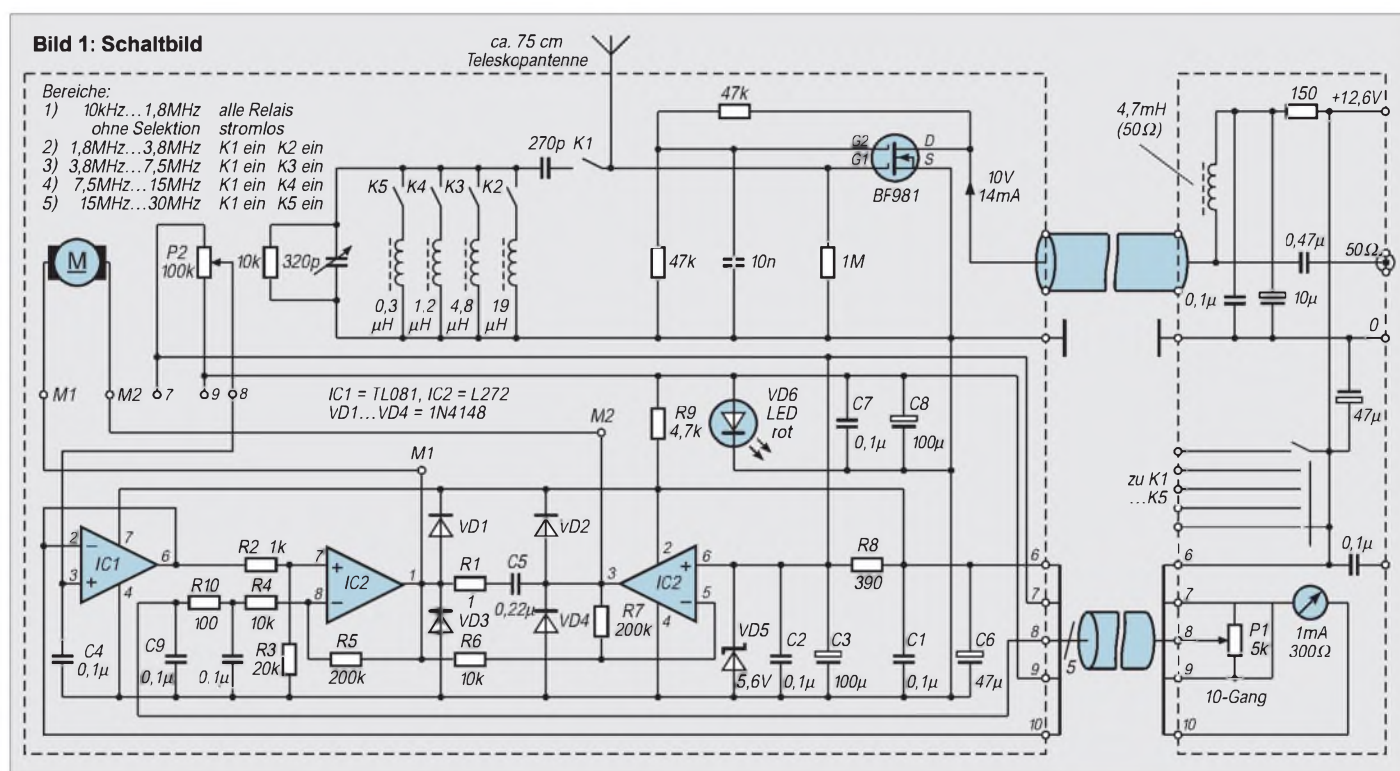 Bild 1: Schaltbild
ca. 75 cm
Teleskopantenne
Bereiche:
1) 10kHz...1,8MHz alle Relais
ohne Selektion stromlos
2) 1,8MHz...3,8MHz K1 ein K2 ein
3) 3,8MHz...7,5MHz K1 ein K3 ein
4) 7,5MHz...15MHz K1 ein K4 ein
5) 15MHz...30MHz K1 ein K5 ein
47k
270p K1
G2 D
G1 S
BF981
10V
14mA
4,7mH
(50Ω)
150 +12,6V
0,47µ
50Ω
0,1µ
10µ
0
M
P2
100k
10k
320p
K5 K4 K3 K2
0,3
µH
1.2
µH
4,8
µH
19
µH
47k
10n
1M
M1
M2
7
9
8
IC1 = TL081, IC2 = L272
VD1...VD4 = 1N4148
M2
M1
R9
4,7k
VD6
LED
rot
C7
0,1µ
C8
100µ
47µ
zu K1
...K5
0,1µ
2
3
IC1
7
4
6
R2 1k
R10
100
R4
10k
R3
20k
C4
0,1µ
C9
0,1µ
0.1µ
7
8
IC2
1
R5
200k
VD1
VD2
VD3
VD4
R1
1
C5
0,22µ
R6
10k
R7
200k
3
IC2
2
4
6
5
VD5
5,6V
C2
0,1µ
C3
100µ
R8
390
C1
0,1µ
C6
47µ
6
7
8
9
10
5
6
7
8
9
10
P1
5k
10-Gang
1mA
300Ω